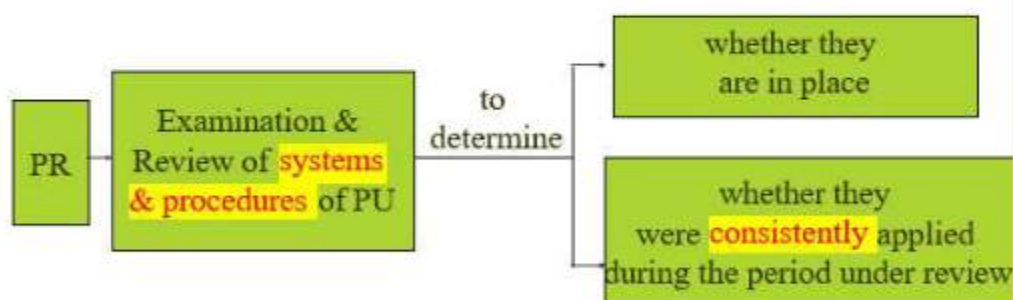 PR
Examination &
Review of systems
& procedures of PU
to
determine
whether they
are in place
whether they
were consistently applied
during the period under review